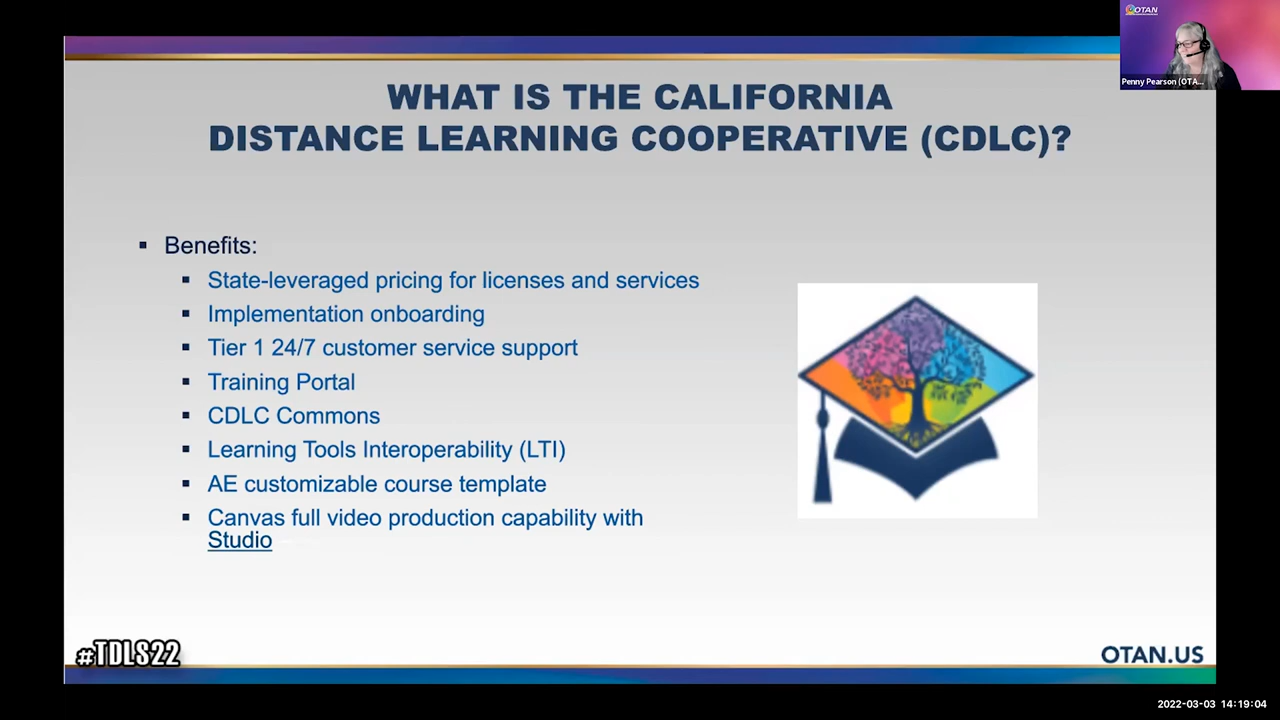 OTAN
Penny Pearson (OTA...
WHAT IS THE CALIFORNIA
DISTANCE LEARNING COOPERATIVE (CDLC)?
▪ Benefits:
▪ State-leveraged pricing for licenses and services
▪ Implementation onboarding
▪ Tier 1 24/7 customer service support
▪ Training Portal
▪ CDLC Commons
▪ Learning Tools Interoperability (LTI)
▪ AE customizable course template
▪ Canvas full video production capability with
Studio
#TDLS22
OTAN.US
2022-03-03 14:19:04